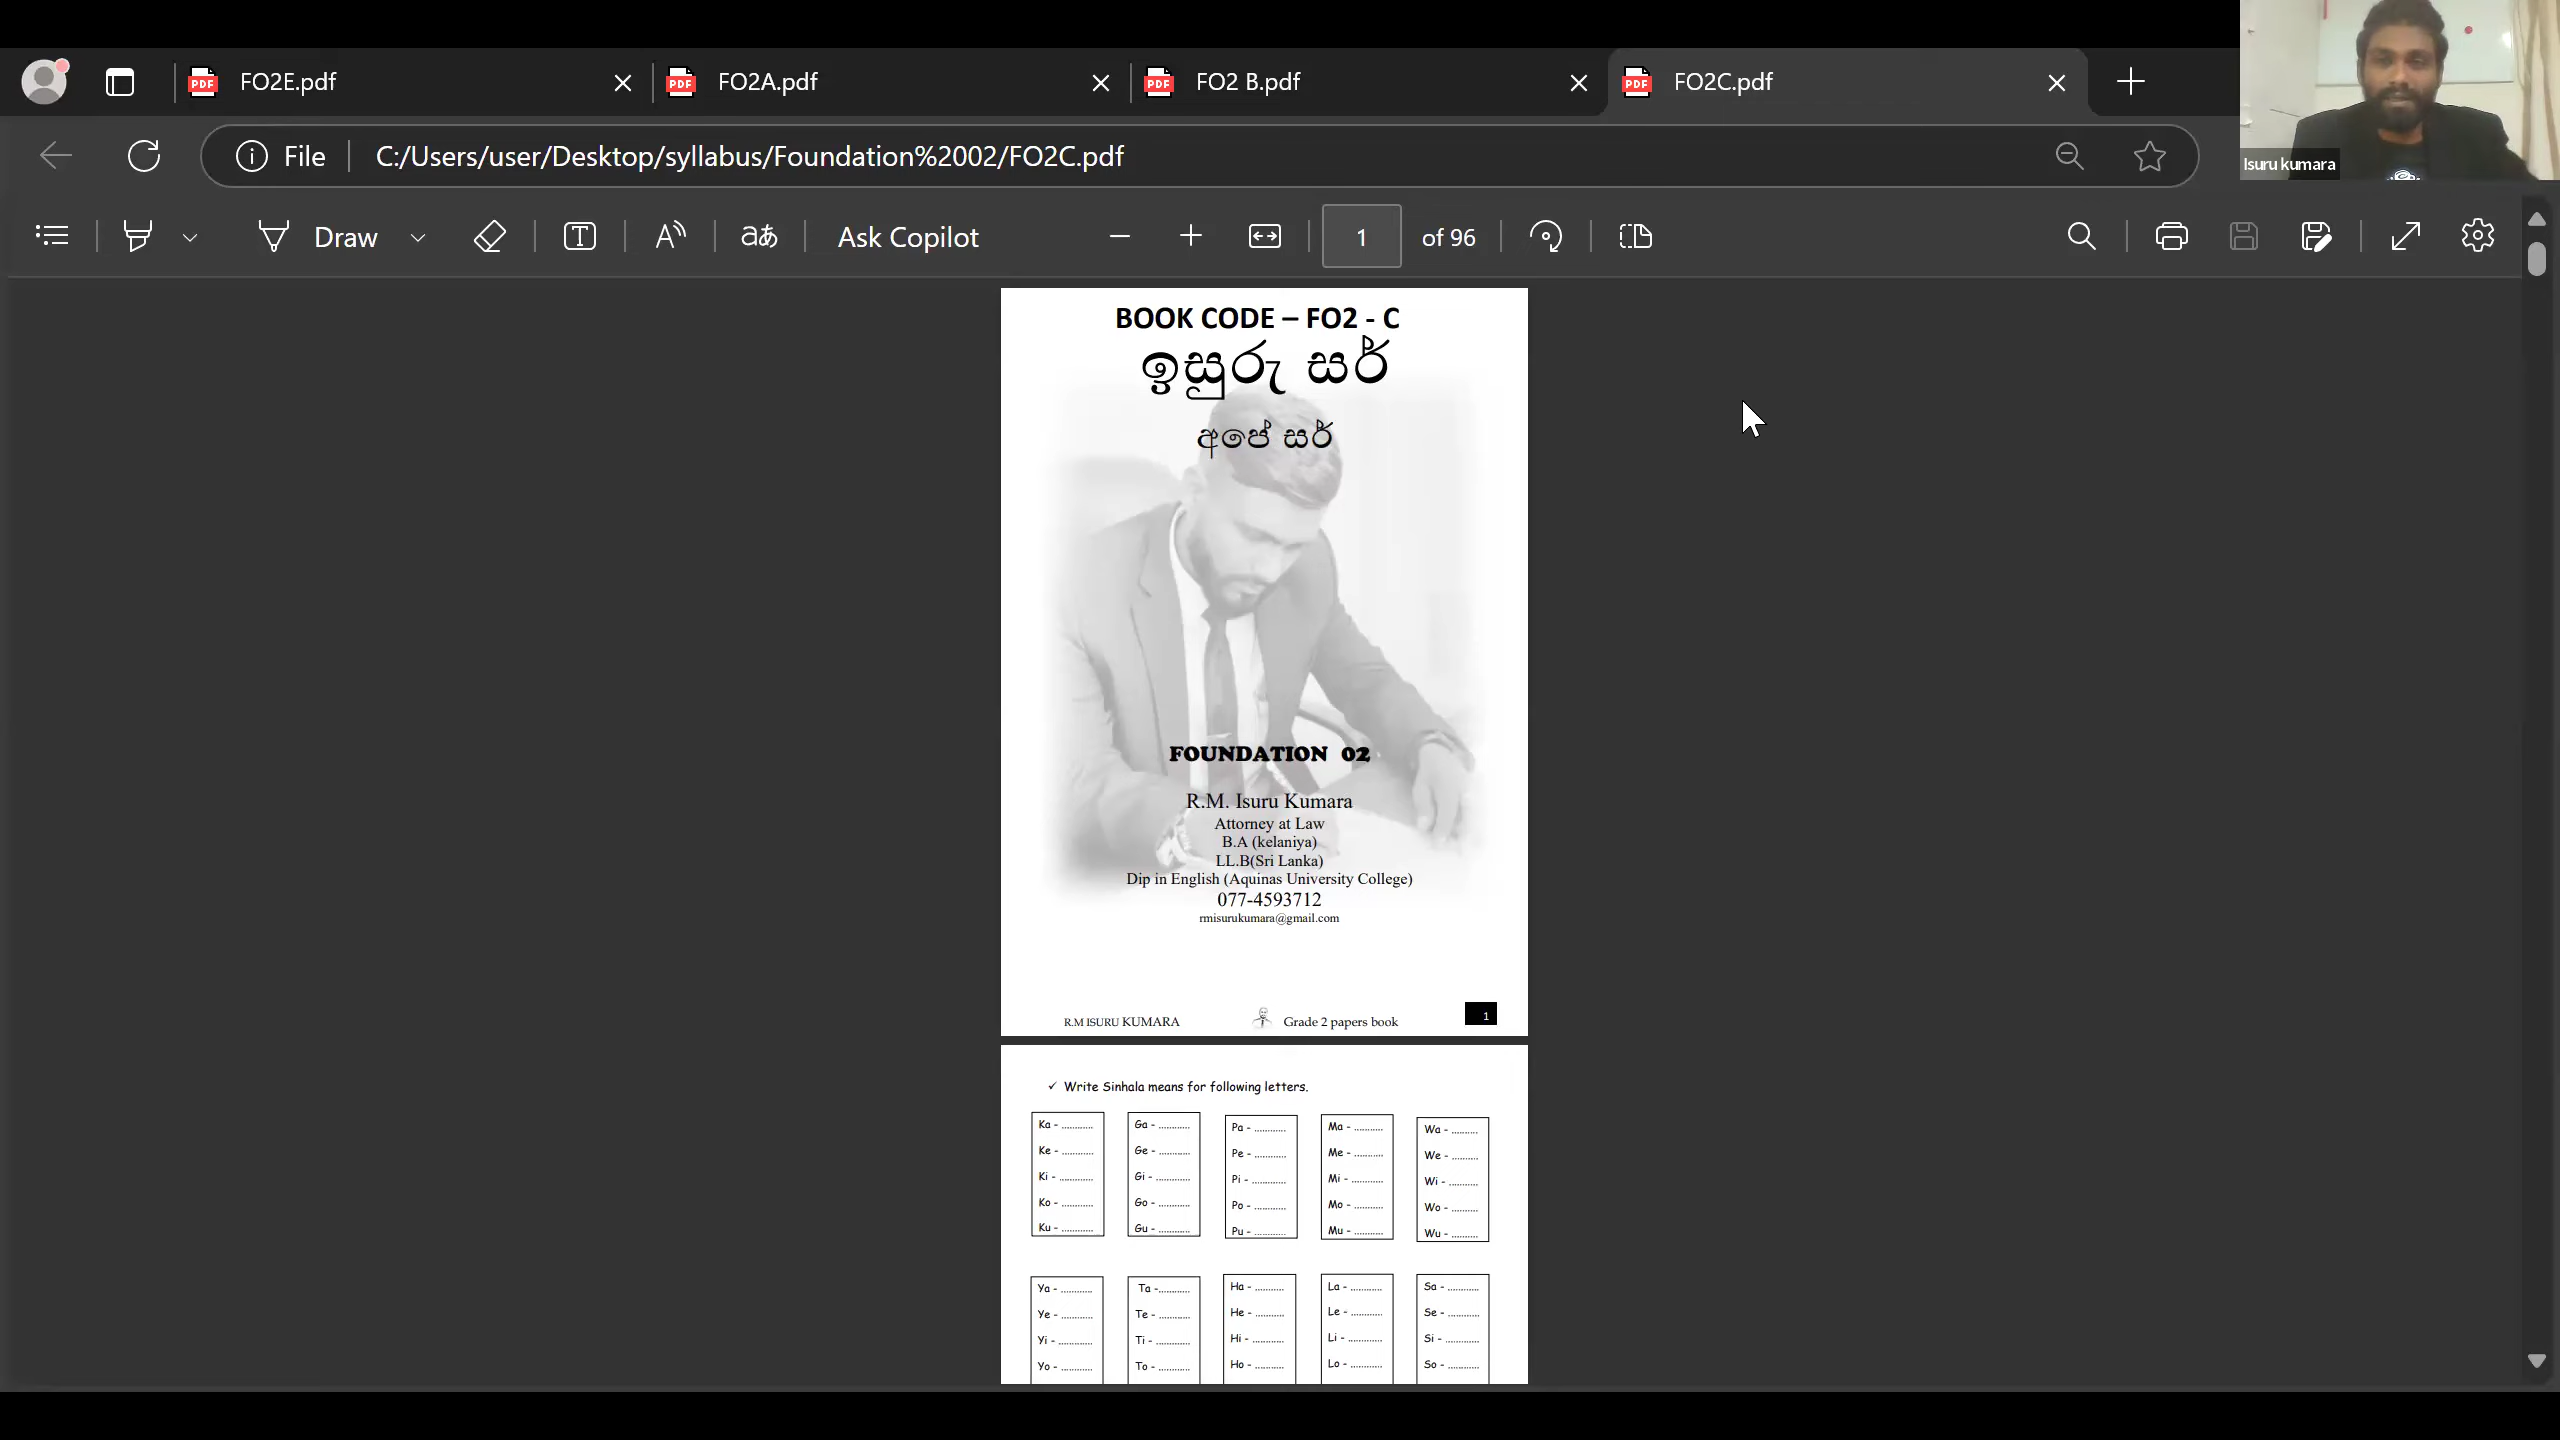 FO2E.pdf
FO2A.pdf
FO2 B.pdf
FO2C.pdf
File
C:/Users/user/Desktop/syllabus/Foundation%2002/FO2C.pdf
Isuru kumara
Draw
T
A
aあ
Ask Copilot
1
of 96
BOOK CODE – FO2 - C
ඉසුරු සර්
අපේ සර්
FOUNDATION 02
R.M. Isuru Kumara
Attorney at Law
B.A (kelaniya)
LL.B(Sri Lanka)
Dip in English (Aquinas University College)
077-4593712
rmisurukumara@gmail.com
R.M ISURU KUMARA Grade 2 papers book 1
✓ Write Sinhala means for following letters.
Ka - ............ Ga - ............ Pa - ............ Ma - ............ Wa - ............
Ke - ............ Ge - ............ Pe - ............ Me - ............ We - ............
Ki - ............ Gi - ............ Pi - ............ Mi - ............ Wi - ............
Ko - ............ Go - ............ Po - ............ Mo - ............ Wo - ............
Ku - ............ Gu - ............ Pu - ............ Mu - ............ Wu - ............
Ya - ............ Ta -............ Ha - ............ La - ............ Sa - ............
Ye - ............ Te - ............ He - ............ Le - ............ Se - ............
Yi - ............ Ti - ............ Hi - ............ Li - ............ Si - ............
Yo - ............ To - ............ Ho - ............ Lo - ............ So - ............